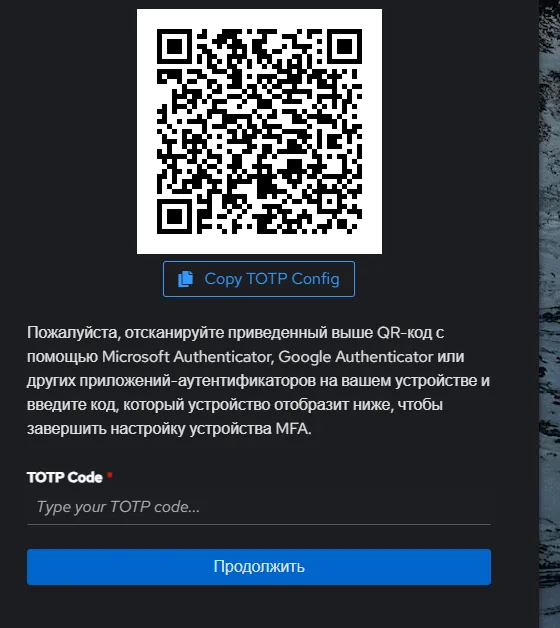 Copy TOTP Config
Пожалуйста, отсканируйте приведенный выше QR-код с
помощью Microsoft Authenticator, Google Authenticator или
других приложений-аутентификаторов на вашем устройстве и
введите код, который устройство отобразит ниже, чтобы
завершить настройку устройства MFA.
TOTP Code *
Type your TOTP code...
Продолжить